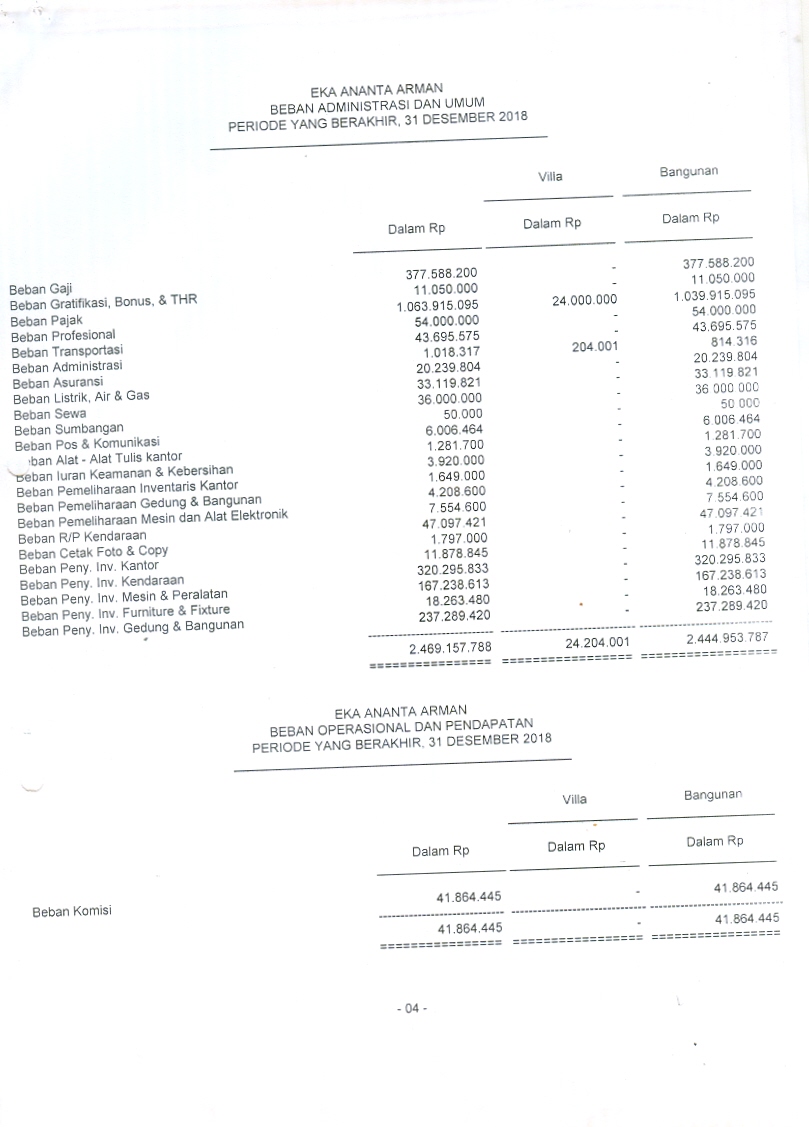 EKA ANANTA ARMAN
BEBAN ADMINISTRASI DAN UMUM
PERIODE YANG BERAKHIR, 31 DESEMBER 2018
Villa Bangunan
Dalam Rp Dalam Rp Dalam Rp
Beban Gaji 377.588.200 - 377.588.200
Beban Gratifikasi, Bonus, & THR 11.050.000 - 11.050.000
Beban Pajak 1.063.915.095 24.000.000 1.039.915.095
Beban Profesional 54.000.000 - 54.000.000
Beban Transportasi 43.695.575 - 43.695.575
Beban Administrasi 1.018.317 204.001 814.316
Beban Asuransi 20.239.804 - 20.239.804
Beban Listrik, Air & Gas 33.119.821 - 33.119.821
Beban Sewa 36.000.000 - 36.000.000
Beban Sumbangan 50.000 - 50.000
Beban Pos & Komunikasi 6.006.464 - 6.006.464
ban Alat - Alat Tulis kantor 1.281.700 - 1.281.700
Beban Iuran Keamanan & Kebersihan 3.920.000 - 3.920.000
Beban Pemeliharaan Inventaris Kantor 1.649.000 - 1.649.000
Beban Pemeliharaan Gedung & Bangunan 4.208.600 - 4.208.600
Beban Pemeliharaan Mesin dan Alat Elektronik 7.554.600 - 7.554.600
Beban R/P Kendaraan 47.097.421 - 47.097.421
Beban Cetak Foto & Copy 1.797.000 - 1.797.000
Beban Peny. Inv. Kantor 11.878.845 - 11.878.845
Beban Peny. Inv. Kendaraan 320.295.833 - 320.295.833
Beban Peny. Inv. Mesin & Peralatan 167.238.613 - 167.238.613
Beban Peny. Inv. Furniture & Fixture 18.263.480 - 18.263.480
Beban Peny. Inv. Gedung & Bangunan 237.289.420 - 237.289.420
2.469.157.788 24.204.001 2.444.953.787
EKA ANANTA ARMAN
BEBAN OPERASIONAL DAN PENDAPATAN
PERIODE YANG BERAKHIR, 31 DESEMBER 2018
Villa Bangunan
Dalam Rp Dalam Rp Dalam Rp
Beban Komisi 41.864.445 - 41.864.445
41.864.445 - 41.864.445
- 04 -